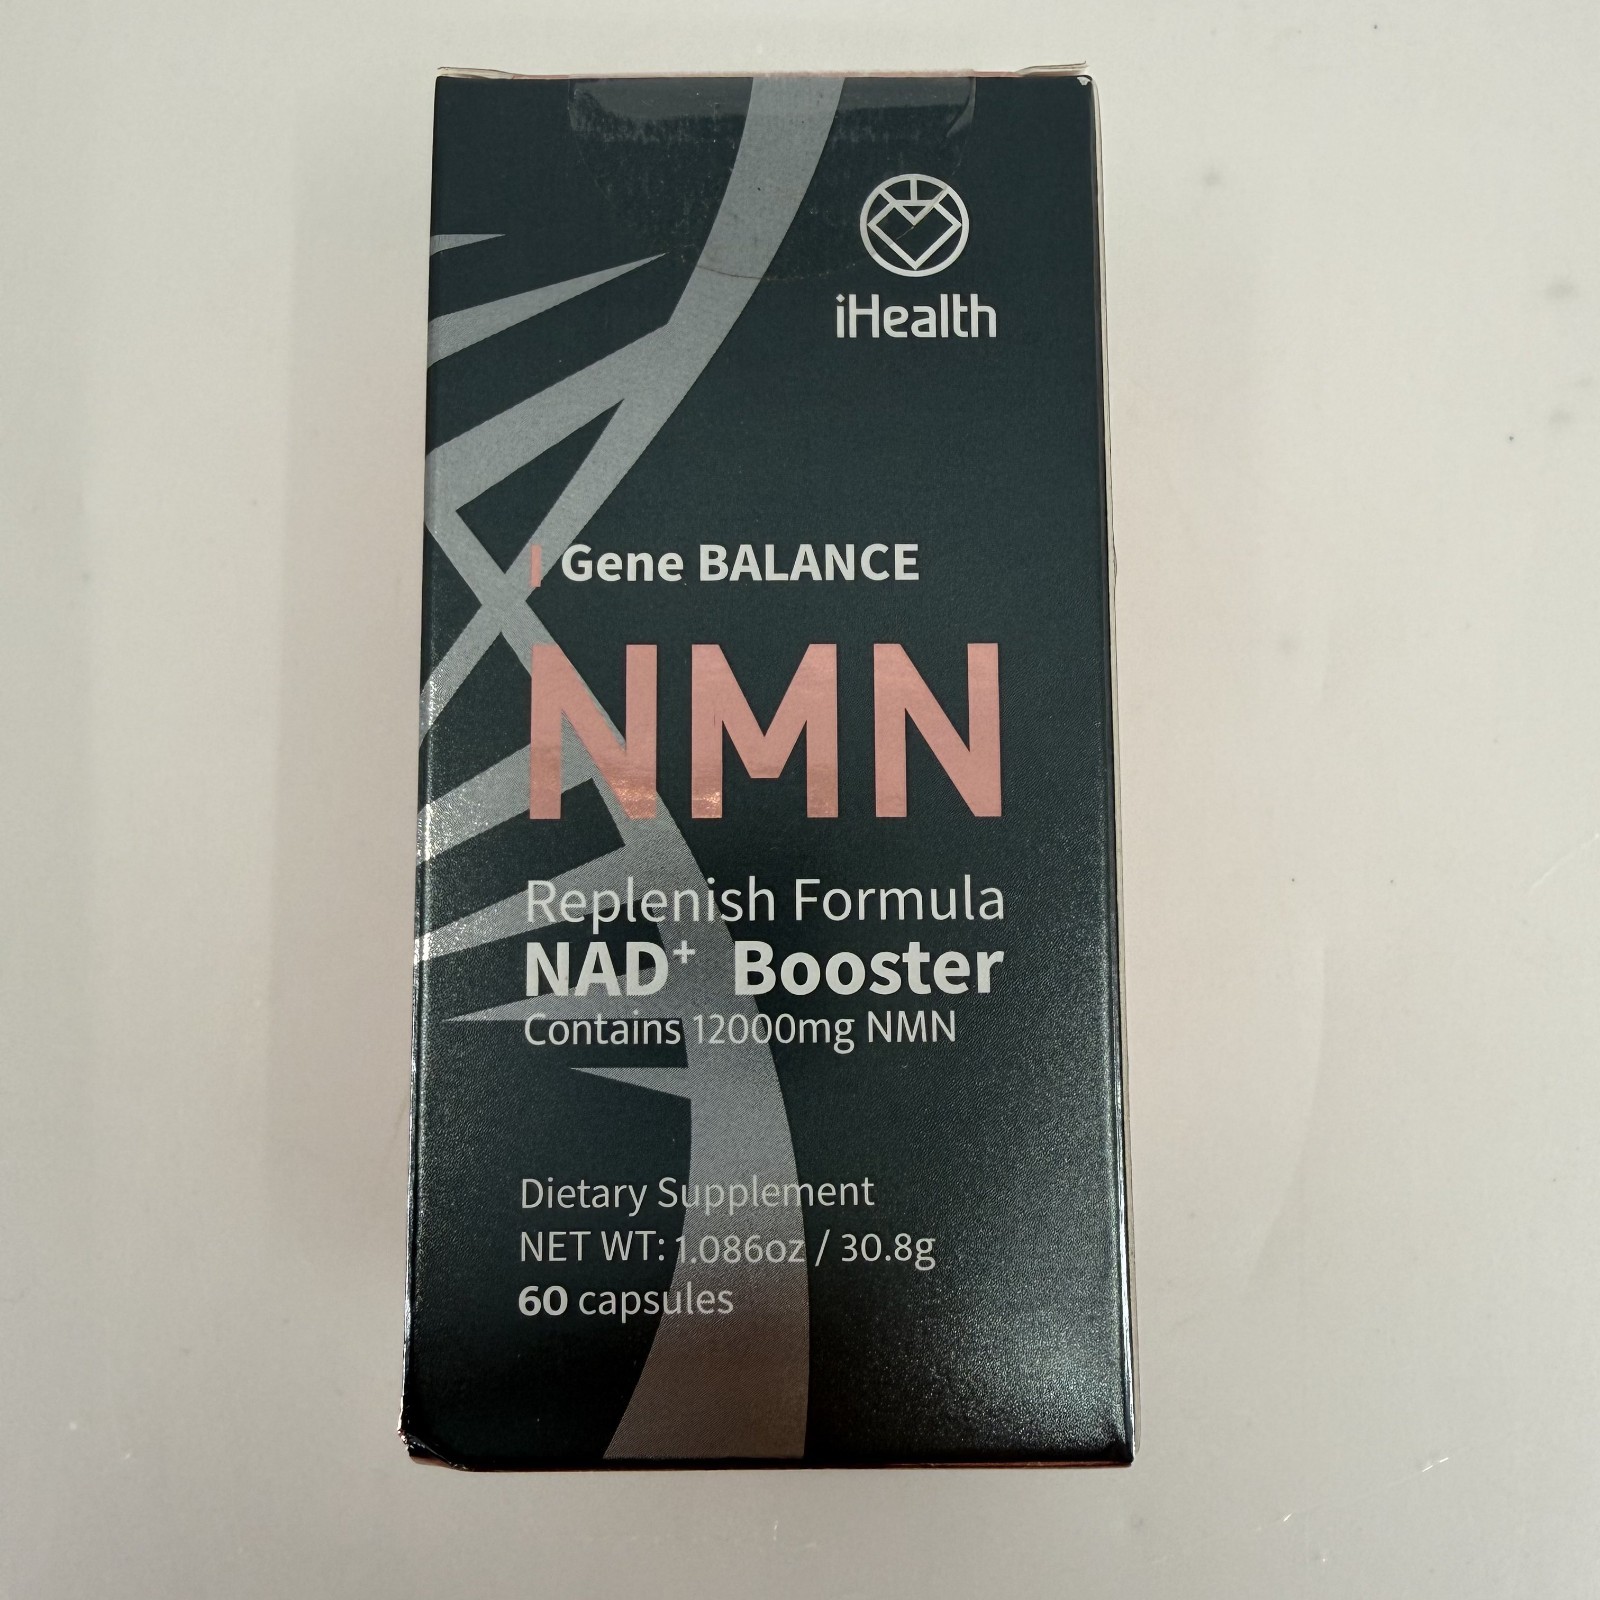 iHealth
Gene BALANCE
NMN
Replenish Formula
NAD⁺ Booster
Contains 12000mg NMN
Dietary Supplement
NET WT: 1.086oz / 30.8g
60 capsules